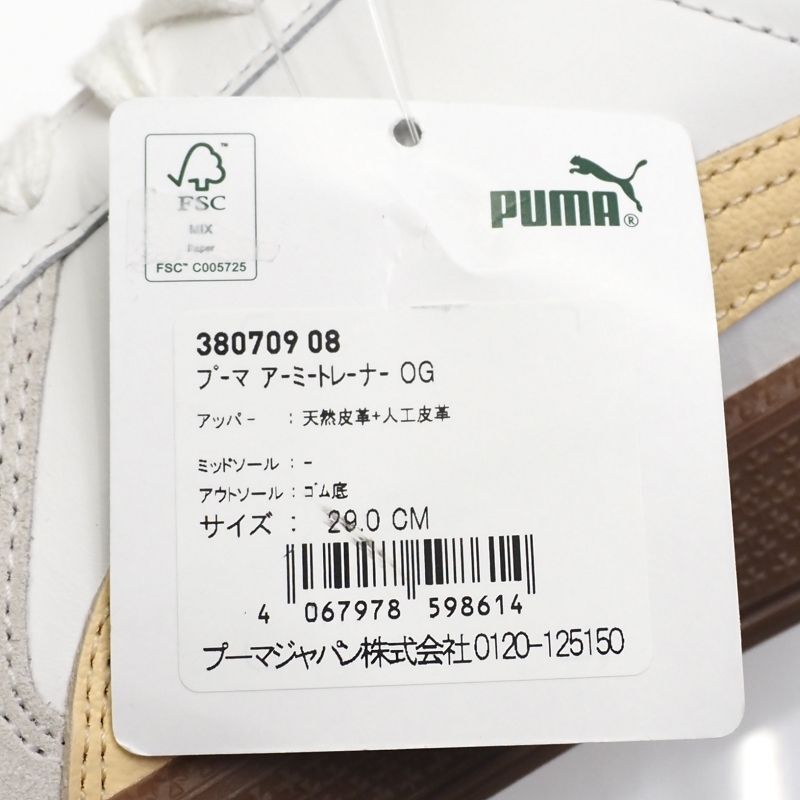 FSC™
MIX
Paper
FSC™ C005725
PUMA®
380709 08
プーマ アーミートレーナー OG
アッパー : 天然皮革+人工皮革
ミッドソール : -
アウトソール : ゴム底
サイズ : 29.0 CM
4 067978 598614
プーマジャパン株式会社0120-125150